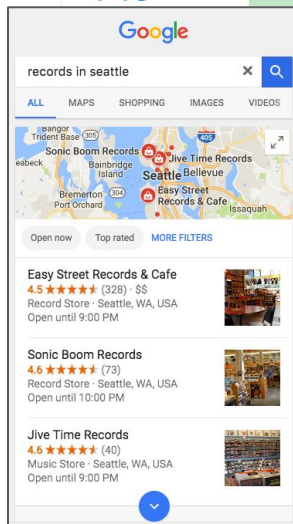 Google
records in seattle
ALL MAPS SHOPPING IMAGES VIDEOS
Bangor
Trident Base 305
405
Sonic Boom Records
Jive Time Records
eabeck
Bainbridge
Island
Seattle Bellevue
Bremerton 304
Port Orchard
Easy Street
Records & Cafe
Issaquah
Open now Top rated MORE FILTERS
Easy Street Records & Cafe
4.5 ★★★★★ (328) · $$
Record Store · Seattle, WA, USA
Open until 9:00 PM
Sonic Boom Records
4.6 ★★★★★ (73)
Record Store · Seattle, WA, USA
Open until 10:00 PM
Jive Time Records
4.6 ★★★★★ (40)
Music Store · Seattle, WA, USA
Open until 9:00 PM